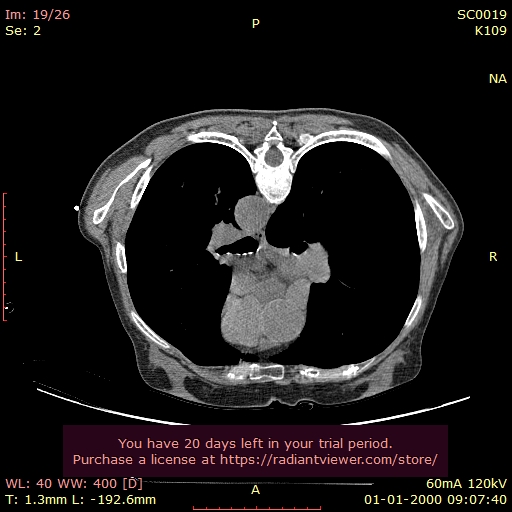 Im: 19/26
Se: 2
P
SC0019
K109
NA
L
R
You have 20 days left in your trial period.
Purchase a license at https://radiantviewer.com/store/
WL: 40 WW: 400 [D]
T: 1.3mm L: -192.6mm
A
60mA 120kV
01-01-2000 09:07:40